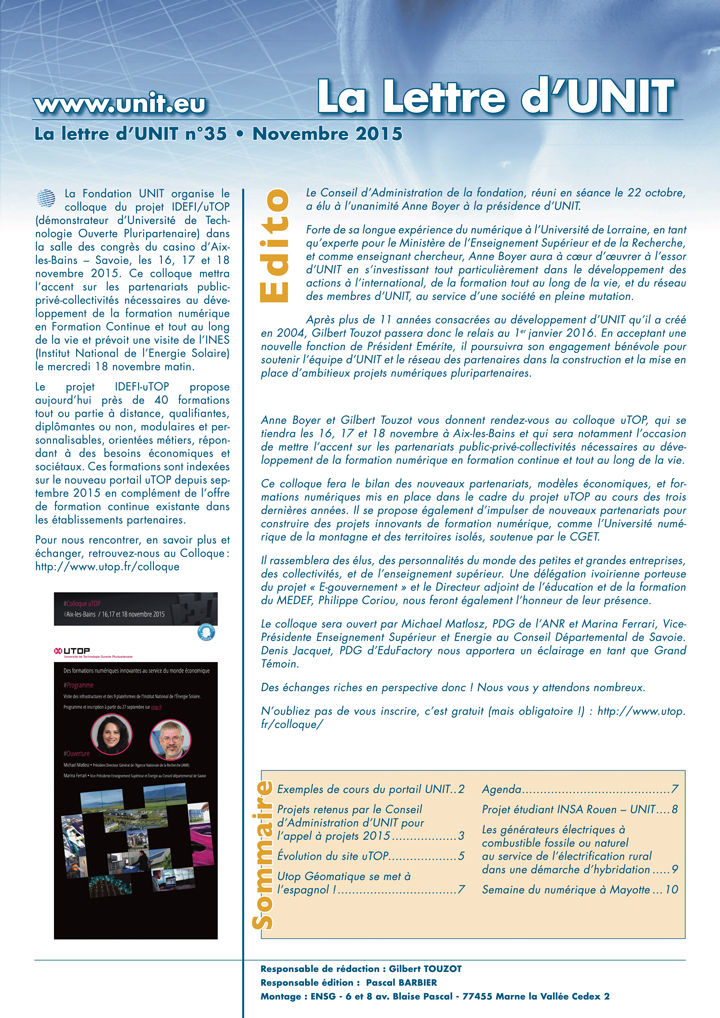 www.unit.eu
La Lettre d'UNIT
La lettre d'UNIT n°35 • Novembre 2015
La Fondation UNIT organise le
colloque du projet IDEFI/uTOP
(démonstrateur d'Université de Tech-
nologie Ouverte Pluripartenaire) dans
la salle des congrès du casino d'Aix-
les-Bains – Savoie, les 16, 17 et 18
novembre 2015. Ce colloque mettra
l'accent sur les partenariats public-
privé-collectivités nécessaires au déve-
loppement de la formation numérique
en Formation Continue et tout au long
de la vie et prévoit une visite de l'INES
(Institut National de l'Energie Solaire)
le mercredi 18 novembre matin.
Le projet IDEFI-uTOP propose
aujourd'hui près de 40 formations
tout ou partie à distance, qualifiantes,
diplômantes ou non, modulaires et per-
sonnalisables, orientées métiers, répon-
dant à des besoins économiques et
sociétaux. Ces formations sont indexées
sur le nouveau portail uTOP depuis sep-
tembre 2015 en complément de l'offre
de formation continue existante dans
les établissements partenaires.
Pour nous rencontrer, en savoir plus et
échanger, retrouvez-nous au Colloque :
http://www.utop.fr/colloque
#Colloque uTOP
#Aix-les-Bains / 16,17 et 18 novembre 2015
UTOP
Université de Technologie Ouverte Pluripartenaire
Des formations numériques innovantes au service du monde économique
#Programme
Visite des infrastructures et des 9 plateformes de l'Institut National de l'Énergie Solaire.
Programme et inscription à partir du 27 septembre sur utop.fr
#Ouverture
Michael Matlosz • Président Directeur Général de l'Agence Nationale de la Recherche (ANR)
Marina Ferrari • Vice Présidente Enseignement Supérieur et Énergie au Conseil départemental de Savoie
Edito
Le Conseil d'Administration de la fondation, réuni en séance le 22 octobre,
a élu à l'unanimité Anne Boyer à la présidence d'UNIT.
Forte de sa longue expérience du numérique à l'Université de Lorraine, en tant
qu'experte pour le Ministère de l'Enseignement Supérieur et de la Recherche,
et comme enseignant chercheur, Anne Boyer aura à cœur d'œuvrer à l'essor
d'UNIT en s'investissant tout particulièrement dans le développement des
actions à l'international, de la formation tout au long de la vie, et du réseau
des membres d'UNIT, au service d'une société en pleine mutation.
Après plus de 11 années consacrées au développement d'UNIT qu'il a créé
en 2004, Gilbert Touzot passera donc le relais au 1er janvier 2016. En acceptant une
nouvelle fonction de Président Emérite, il poursuivra son engagement bénévole pour
soutenir l'équipe d'UNIT et le réseau des partenaires dans la construction et la mise en
place d'ambitieux projets numériques pluripartenaires.
Anne Boyer et Gilbert Touzot vous donnent rendez-vous au colloque uTOP, qui se
tiendra les 16, 17 et 18 novembre à Aix-les-Bains et qui sera notamment l'occasion
de mettre l'accent sur les partenariats public-privé-collectivités nécessaires au déve-
loppement de la formation numérique en formation continue et tout au long de la vie.
Ce colloque fera le bilan des nouveaux partenariats, modèles économiques, et for-
mations numériques mis en place dans le cadre du projet uTOP au cours des trois
dernières années. Il se propose également d'impulser de nouveaux partenariats pour
construire des projets innovants de formation numérique, comme l'Université numé-
rique de la montagne et des territoires isolés, soutenue par le CGET.
Il rassemblera des élus, des personnalités du monde des petites et grandes entreprises,
des collectivités, et de l'enseignement supérieur. Une délégation ivoirienne porteuse
du projet « E-gouvernement » et le Directeur adjoint de l'éducation et de la formation
du MEDEF, Philippe Coriou, nous feront également l'honneur de leur présence.
Le colloque sera ouvert par Michael Matlosz, PDG de l'ANR et Marina Ferrari, Vice-
Présidente Enseignement Supérieur et Energie au Conseil Départemental de Savoie.
Denis Jacquet, PDG d'EduFactory nous apportera un éclairage en tant que Grand
Témoin.
Des échanges riches en perspective donc ! Nous vous y attendons nombreux.
N'oubliez pas de vous inscrire, c'est gratuit (mais obligatoire !) : http://www.utop.
fr/colloque/
Sommaire
Exemples de cours du portail UNIT..2
Projets retenus par le Conseil
d'Administration d'UNIT pour
l'appel à projets 2015..................3
Évolution du site uTOP...................5
Utop Géomatique se met à
l'espagnol !.................................7
Agenda.........................................7
Projet étudiant INSA Rouen – UNIT....8
Les générateurs électriques à
combustible fossile ou naturel
au service de l'électrification rural
dans une démarche d'hybridation.....9
Semaine du numérique à Mayotte...10
Responsable de rédaction : Gilbert TOUZOT
Responsable édition : Pascal BARBIER
Montage : ENSG - 6 et 8 av. Blaise Pascal - 77455 Marne la Vallée Cedex 2